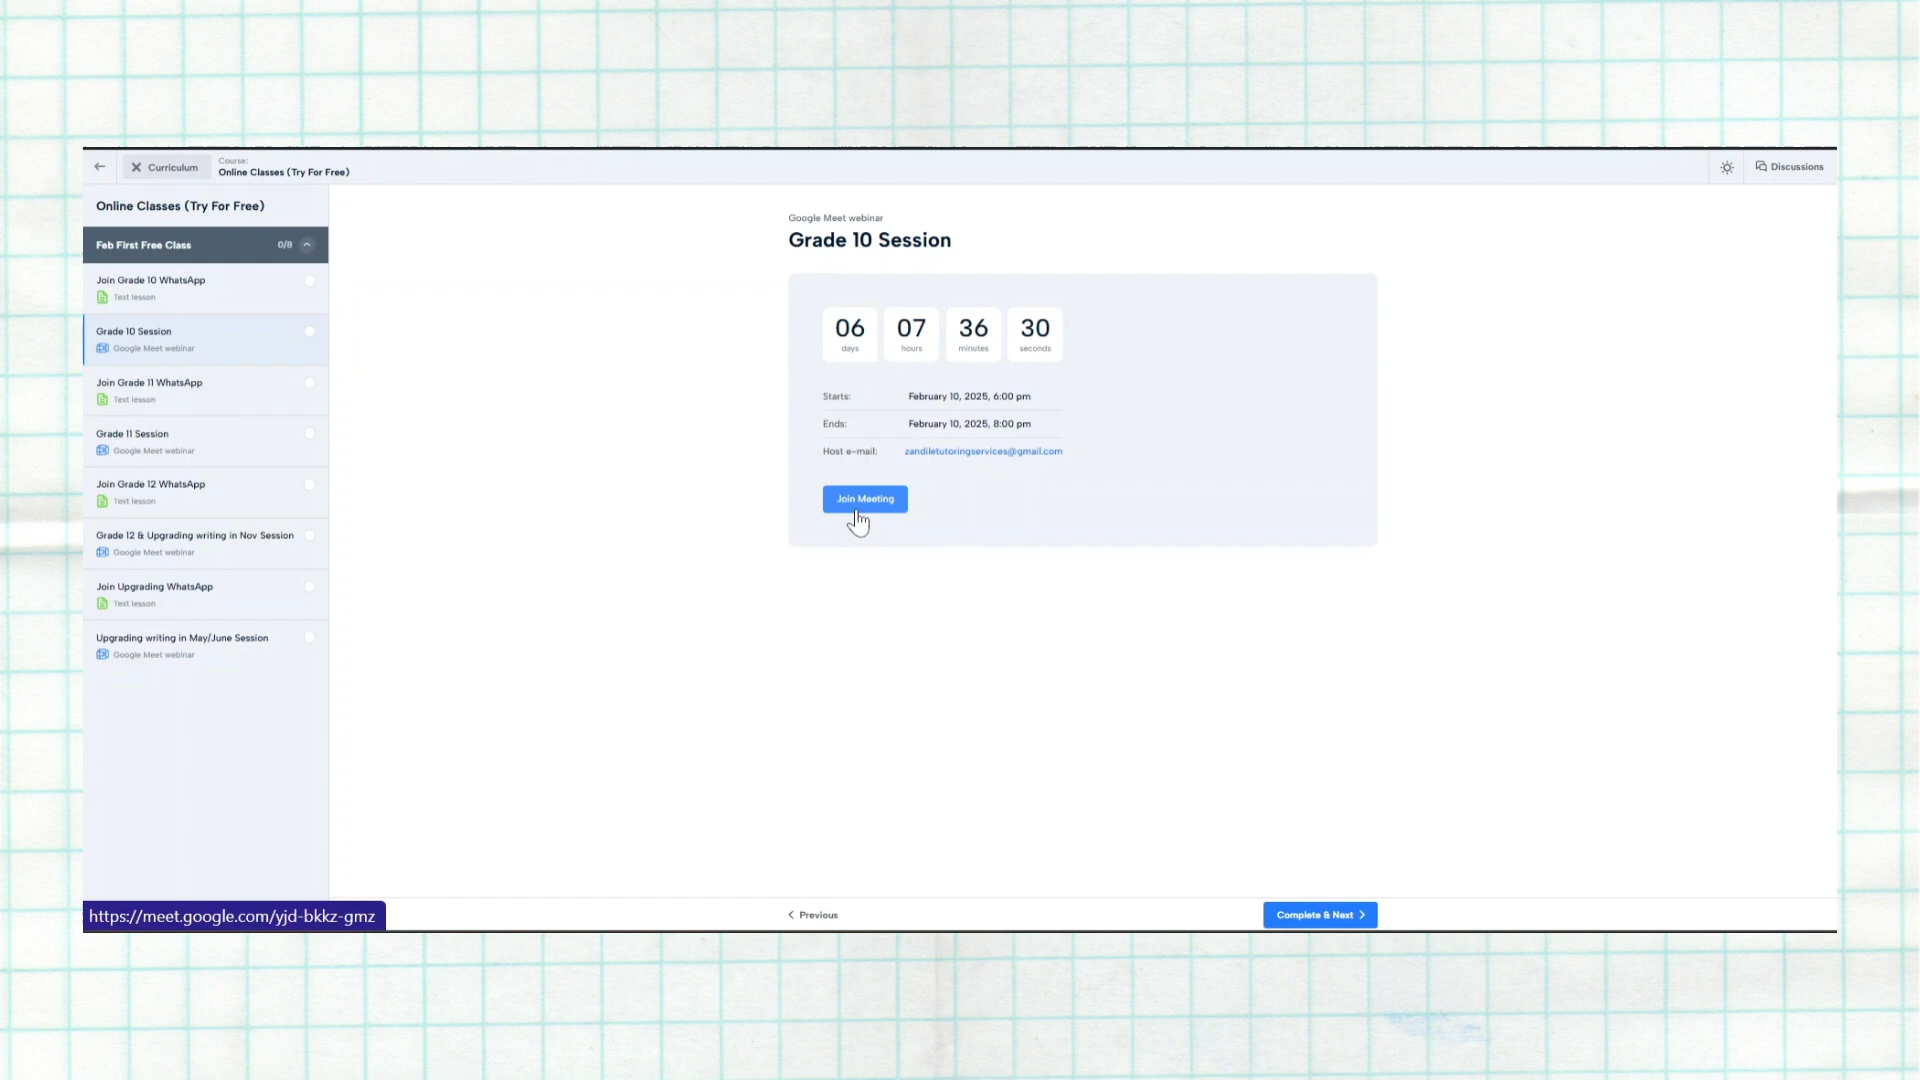 Curriculum
Course:
Online Classes (Try For Free)
Discussions
Online Classes (Try For Free)
Feb First Free Class 0/8
Join Grade 10 WhatsApp
Text lesson
Grade 10 Session
Google Meet webinar
Join Grade 11 WhatsApp
Text lesson
Grade 11 Session
Google Meet webinar
Join Grade 12 WhatsApp
Text lesson
Grade 12 & Upgrading writing in Nov Session
Google Meet webinar
Join Upgrading WhatsApp
Text lesson
Upgrading writing in May/June Session
Google Meet webinar
Google Meet webinar
Grade 10 Session
06 07 36 30
days hours minutes seconds
Starts: February 10, 2025, 6:00 pm
Ends: February 10, 2025, 8:00 pm
Host e-mail: zandiletutoringservices@gmail.com
Join Meeting
https://meet.google.com/yjd-bkkz-gmz
Previous
Complete & Next